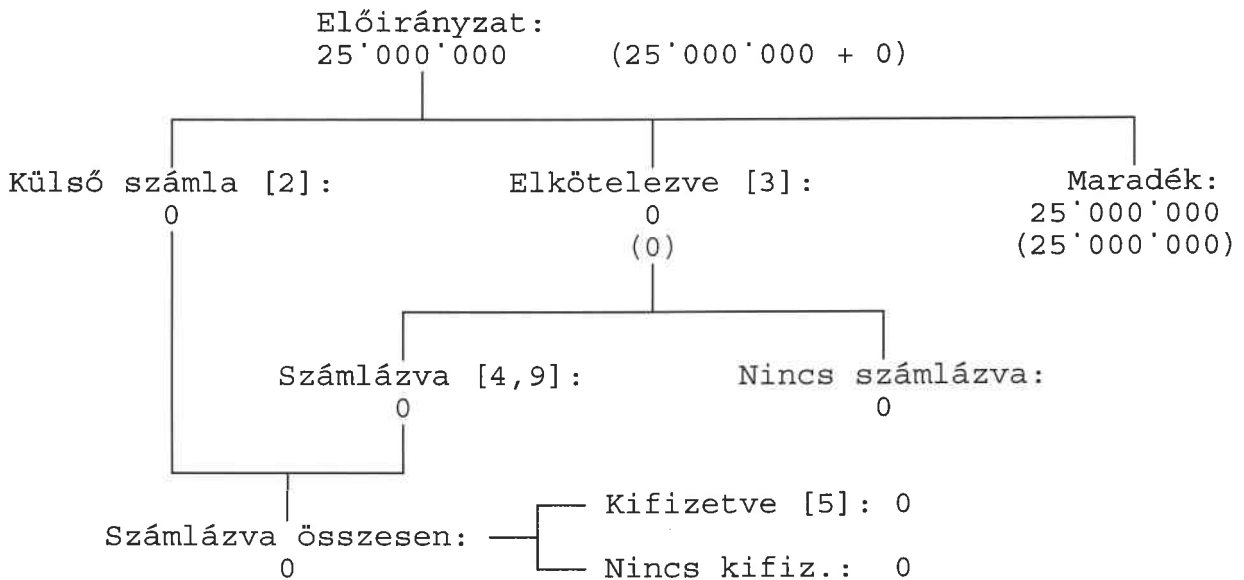 Előirányzat:
25'000'000 (25'000'000 + 0)
Külső számla [2]: Elkötelezve [3]: Maradék:
0 0 25'000'000
(0) (25'000'000)
Számlázva [4,9]: Nincs számlázva:
0 0
Kifizetve [5]: 0
Számlázva összesen:
0 Nincs kifiz.: 0